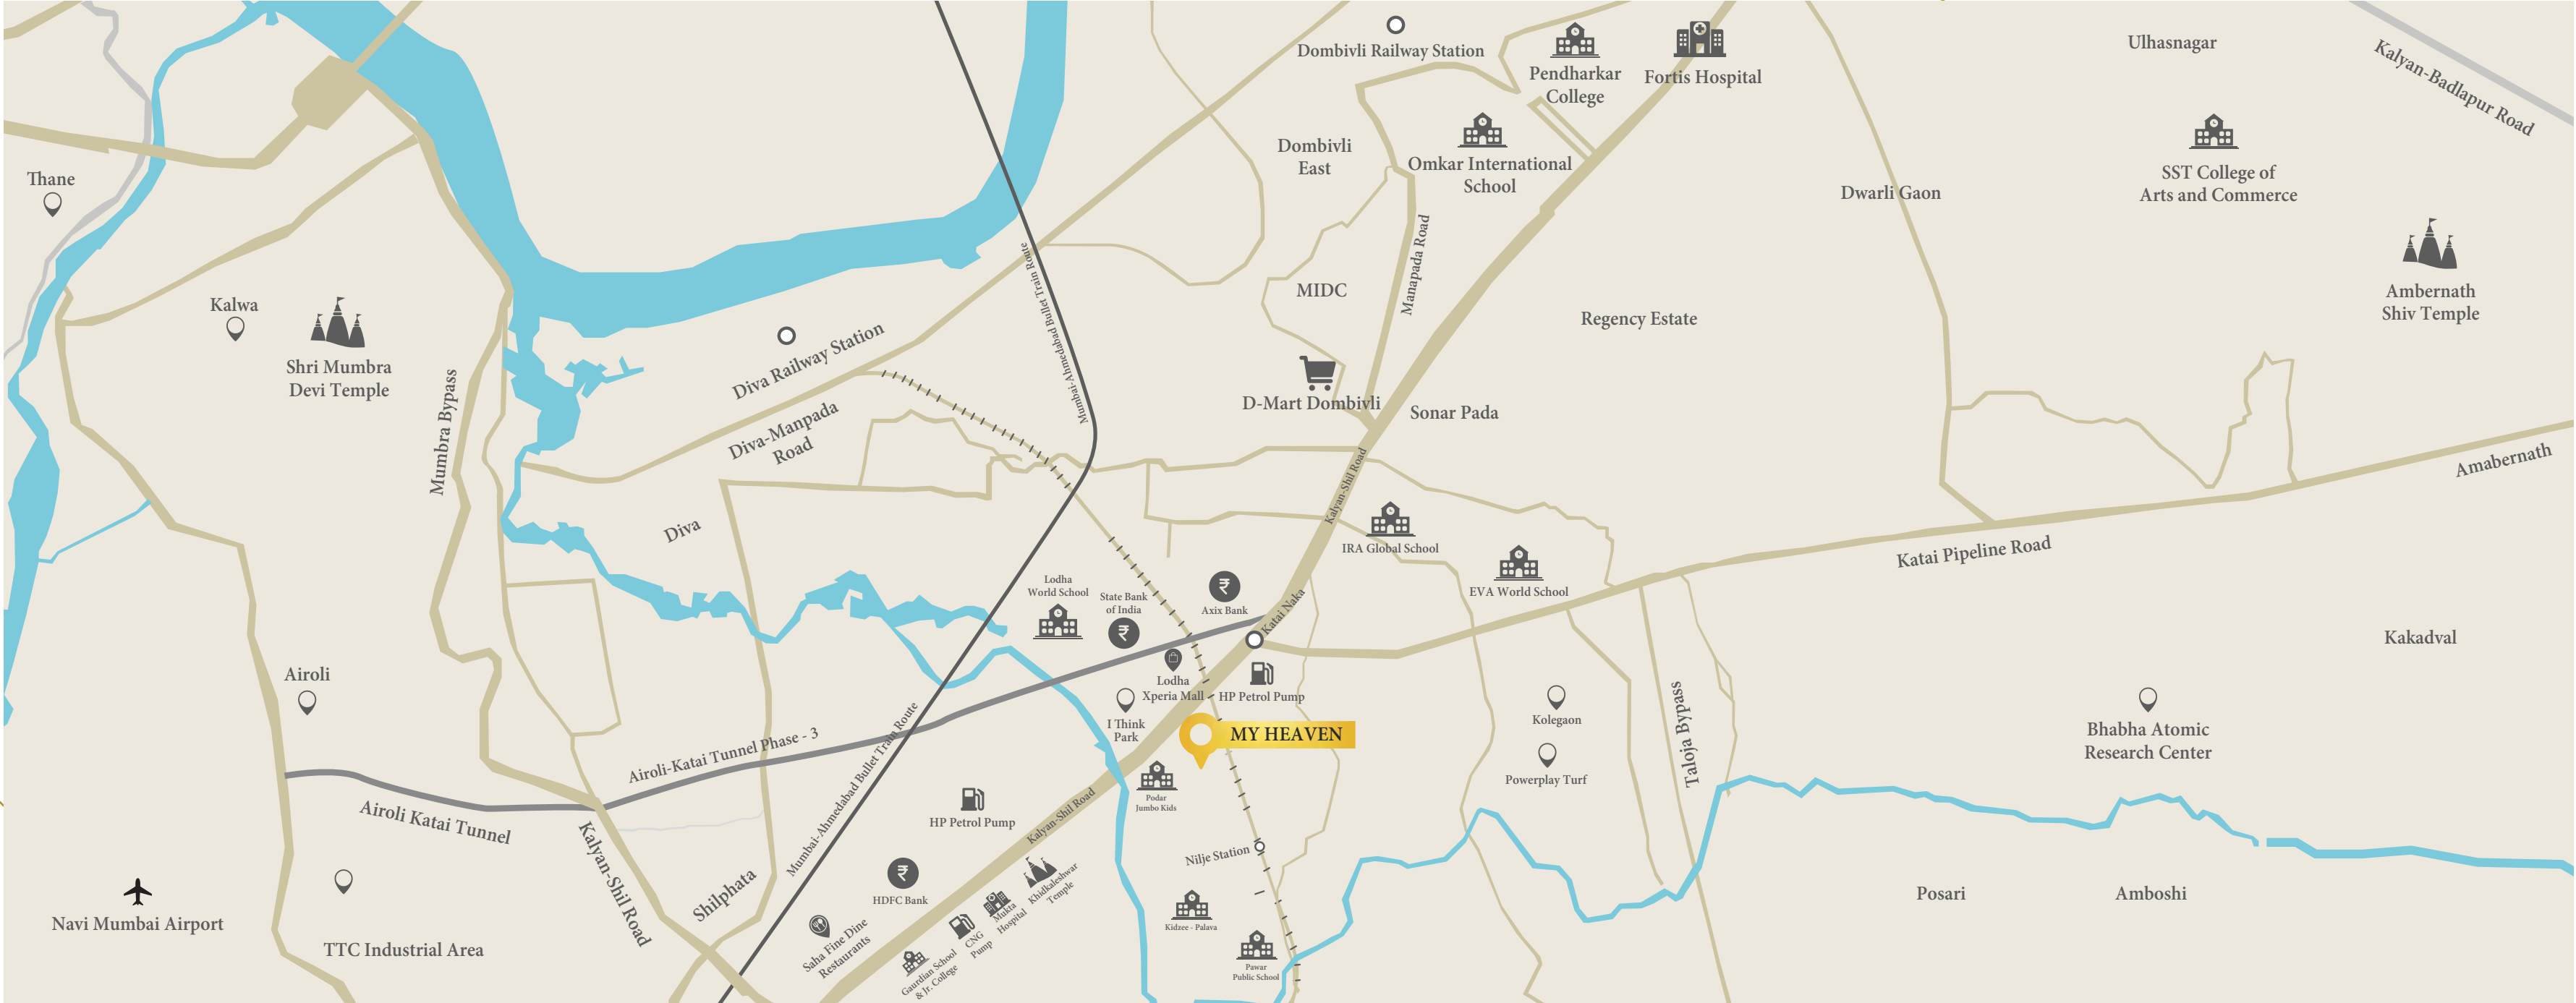 Dombivli Railway Station
Pendharkar
College
Fortis Hospital
Ulhasnagar
Kalyan-Badlapur Road
Thane
Dombivli
East
Omkar International
School
Dwarli Gaon
SST College of
Arts and Commerce
Kalwa
Shri Mumbra
Devi Temple
Mumbra Bypass
Diva Railway Station
Diva-Manpada
Road
Mumbai-Ahmedabad Bullet Train Route
MIDC
Manapada Road
Regency Estate
Ambernath
Shiv Temple
D-Mart Dombivli
Sonar Pada
Kalyan-Shil Road
Amabernath
Diva
IRA Global School
EVA World School
Katai Pipeline Road
Lodha
World School
State Bank
of India
Axix Bank
Katai Naka
Kakadval
Airoli
Lodha
Xperia Mall
HP Petrol Pump
I Think
Park
MY HEAVEN
Kolegaon
Powerplay Turf
Taloja Bypass
Bhabha Atomic
Research Center
Airoli-Katai Tunnel Phase - 3
Airoli Katai Tunnel
Mumbai-Ahmedabad Bullet Train Route
HP Petrol Pump
Podar
Jumbo Kids
Kalyan-Shil Road
Kalyan-Shil Road
Nilje Station
Navi Mumbai Airport
TTC Industrial Area
Shilphata
HDFC Bank
Saha Fine Dine
Restaurants
Gaurdian School
& Jr. College
CNG
Pump
Mukta
Hospital
Khidkaleshwar
Temple
Kidzee - Palava
Pawar
Public School
Posari
Amboshi